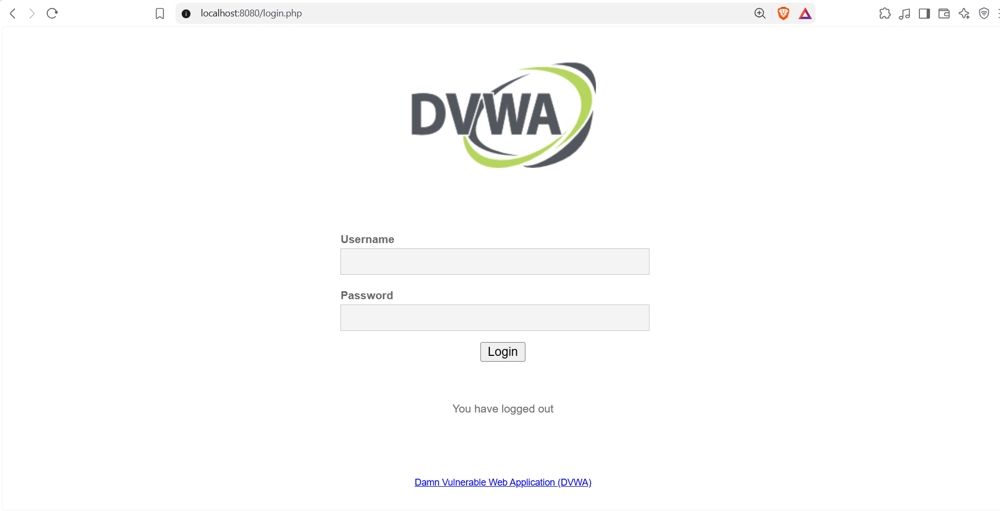 localhost:8080/login.php
DVWA
Username
Password
Login
You have logged out
Damn Vulnerable Web Application (DVWA)